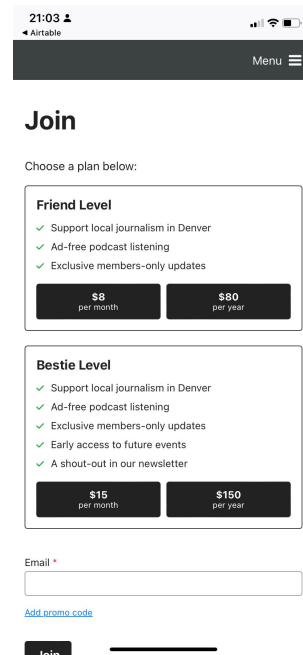 21:03
◀ Airtable
Menu
Join
Choose a plan below:
Friend Level
✓ Support local journalism in Denver
✓ Ad-free podcast listening
✓ Exclusive members-only updates
$8 $80
per month per year
Bestie Level
✓ Support local journalism in Denver
✓ Ad-free podcast listening
✓ Exclusive members-only updates
✓ Early access to future events
✓ A shout-out in our newsletter
$15 $150
per month per year
Email *
Add promo code
Join